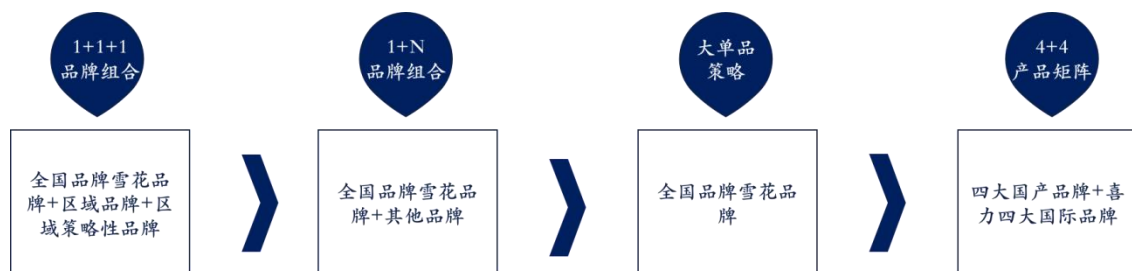 1+1+1
品牌组合
1+N
品牌组合
大单品
策略
4+4
产品矩阵
全国品牌雪花品
牌+区域品牌+区
域策略性品牌
全国品牌雪花品
牌+其他品牌
全国品牌雪花品
牌
四大国产品牌+喜
力四大国际品牌